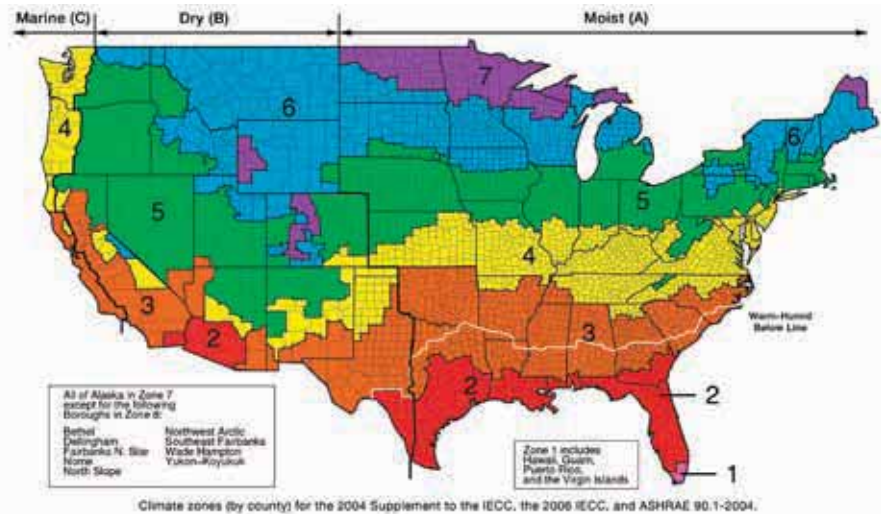 Marine (C) Dry (B) Moist (A)
7
6
4
6
5
5
4
3
3
Warm-Humid
Below Line
2
2
2
1
All of Alaska in Zone 7
except for the following
Boroughs in Zone 8:
Bethel Northwest Arctic
Dellingham Southeast Fairbanks
Fairbanks N. Star Wade Hampton
Nome Yukon-Koyukuk
North Slope
Zone 1 includes
Hawaii, Guam,
Puerto Rico,
and the Virgin Islands
Climate zones (by county) for the 2004 Supplement to the IECC, the 2006 IECC, and ASHRAE 90.1-2004.